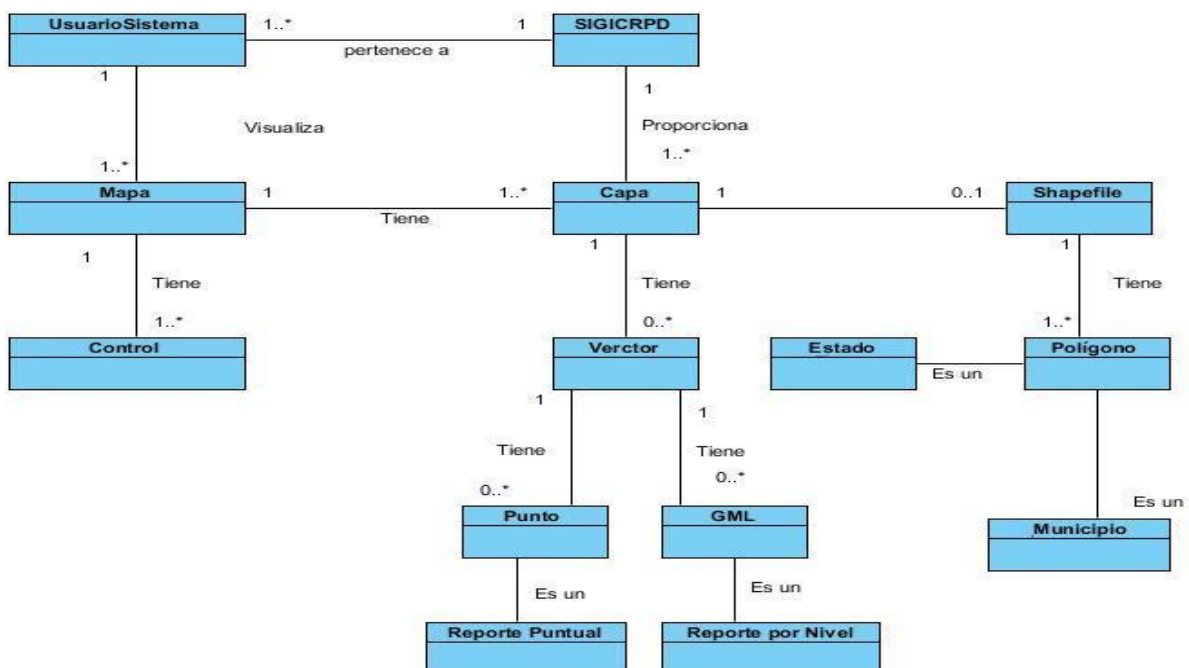 UsuarioSistema 1..* 1 SIGICRPD
pertenece a
1 1
Visualiza Proporciona
1..* 1..*
Mapa 1 1..* Capa 1 0..1 Shapefile
Tiene
1 1 1
Tiene Tiene Tiene
1..* 0..* 1..*
Control Verctor Estado Polígono
Es un
1 1
Tiene Tiene
0..* 0..*
Punto GML Es un
Municipio
Es un Es un
Reporte Puntual Reporte por Nivel